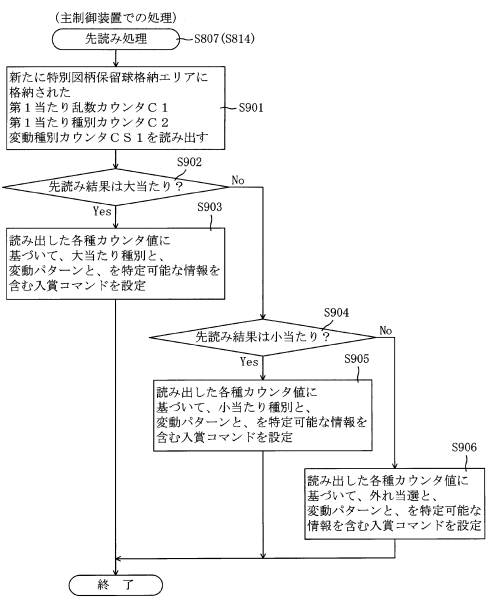 (主制御装置での処理)
先読み処理
S807(S814)
新たに特別図柄保留球格納エリアに
格納された
第1当たり乱数カウンタC1
第1当たり種別カウンタC2
変動種別カウンタCS1を読み出す
S901
S902
先読み結果は大当たり?
No
Yes
S903
読み出した各種カウンタ値に
基づいて、大当たり種別と、
変動パターンと、を特定可能な情報を
含む入賞コマンドを設定
S904
先読み結果は小当たり?
No
Yes
S905
読み出した各種カウンタ値に
基づいて、小当たり種別と、
変動パターンと、を特定可能な情報を
含む入賞コマンドを設定
S906
読み出した各種カウンタ値に
基づいて、外れ当選と、
変動パターンと、を特定可能な
情報を含む入賞コマンドを設定
終 了